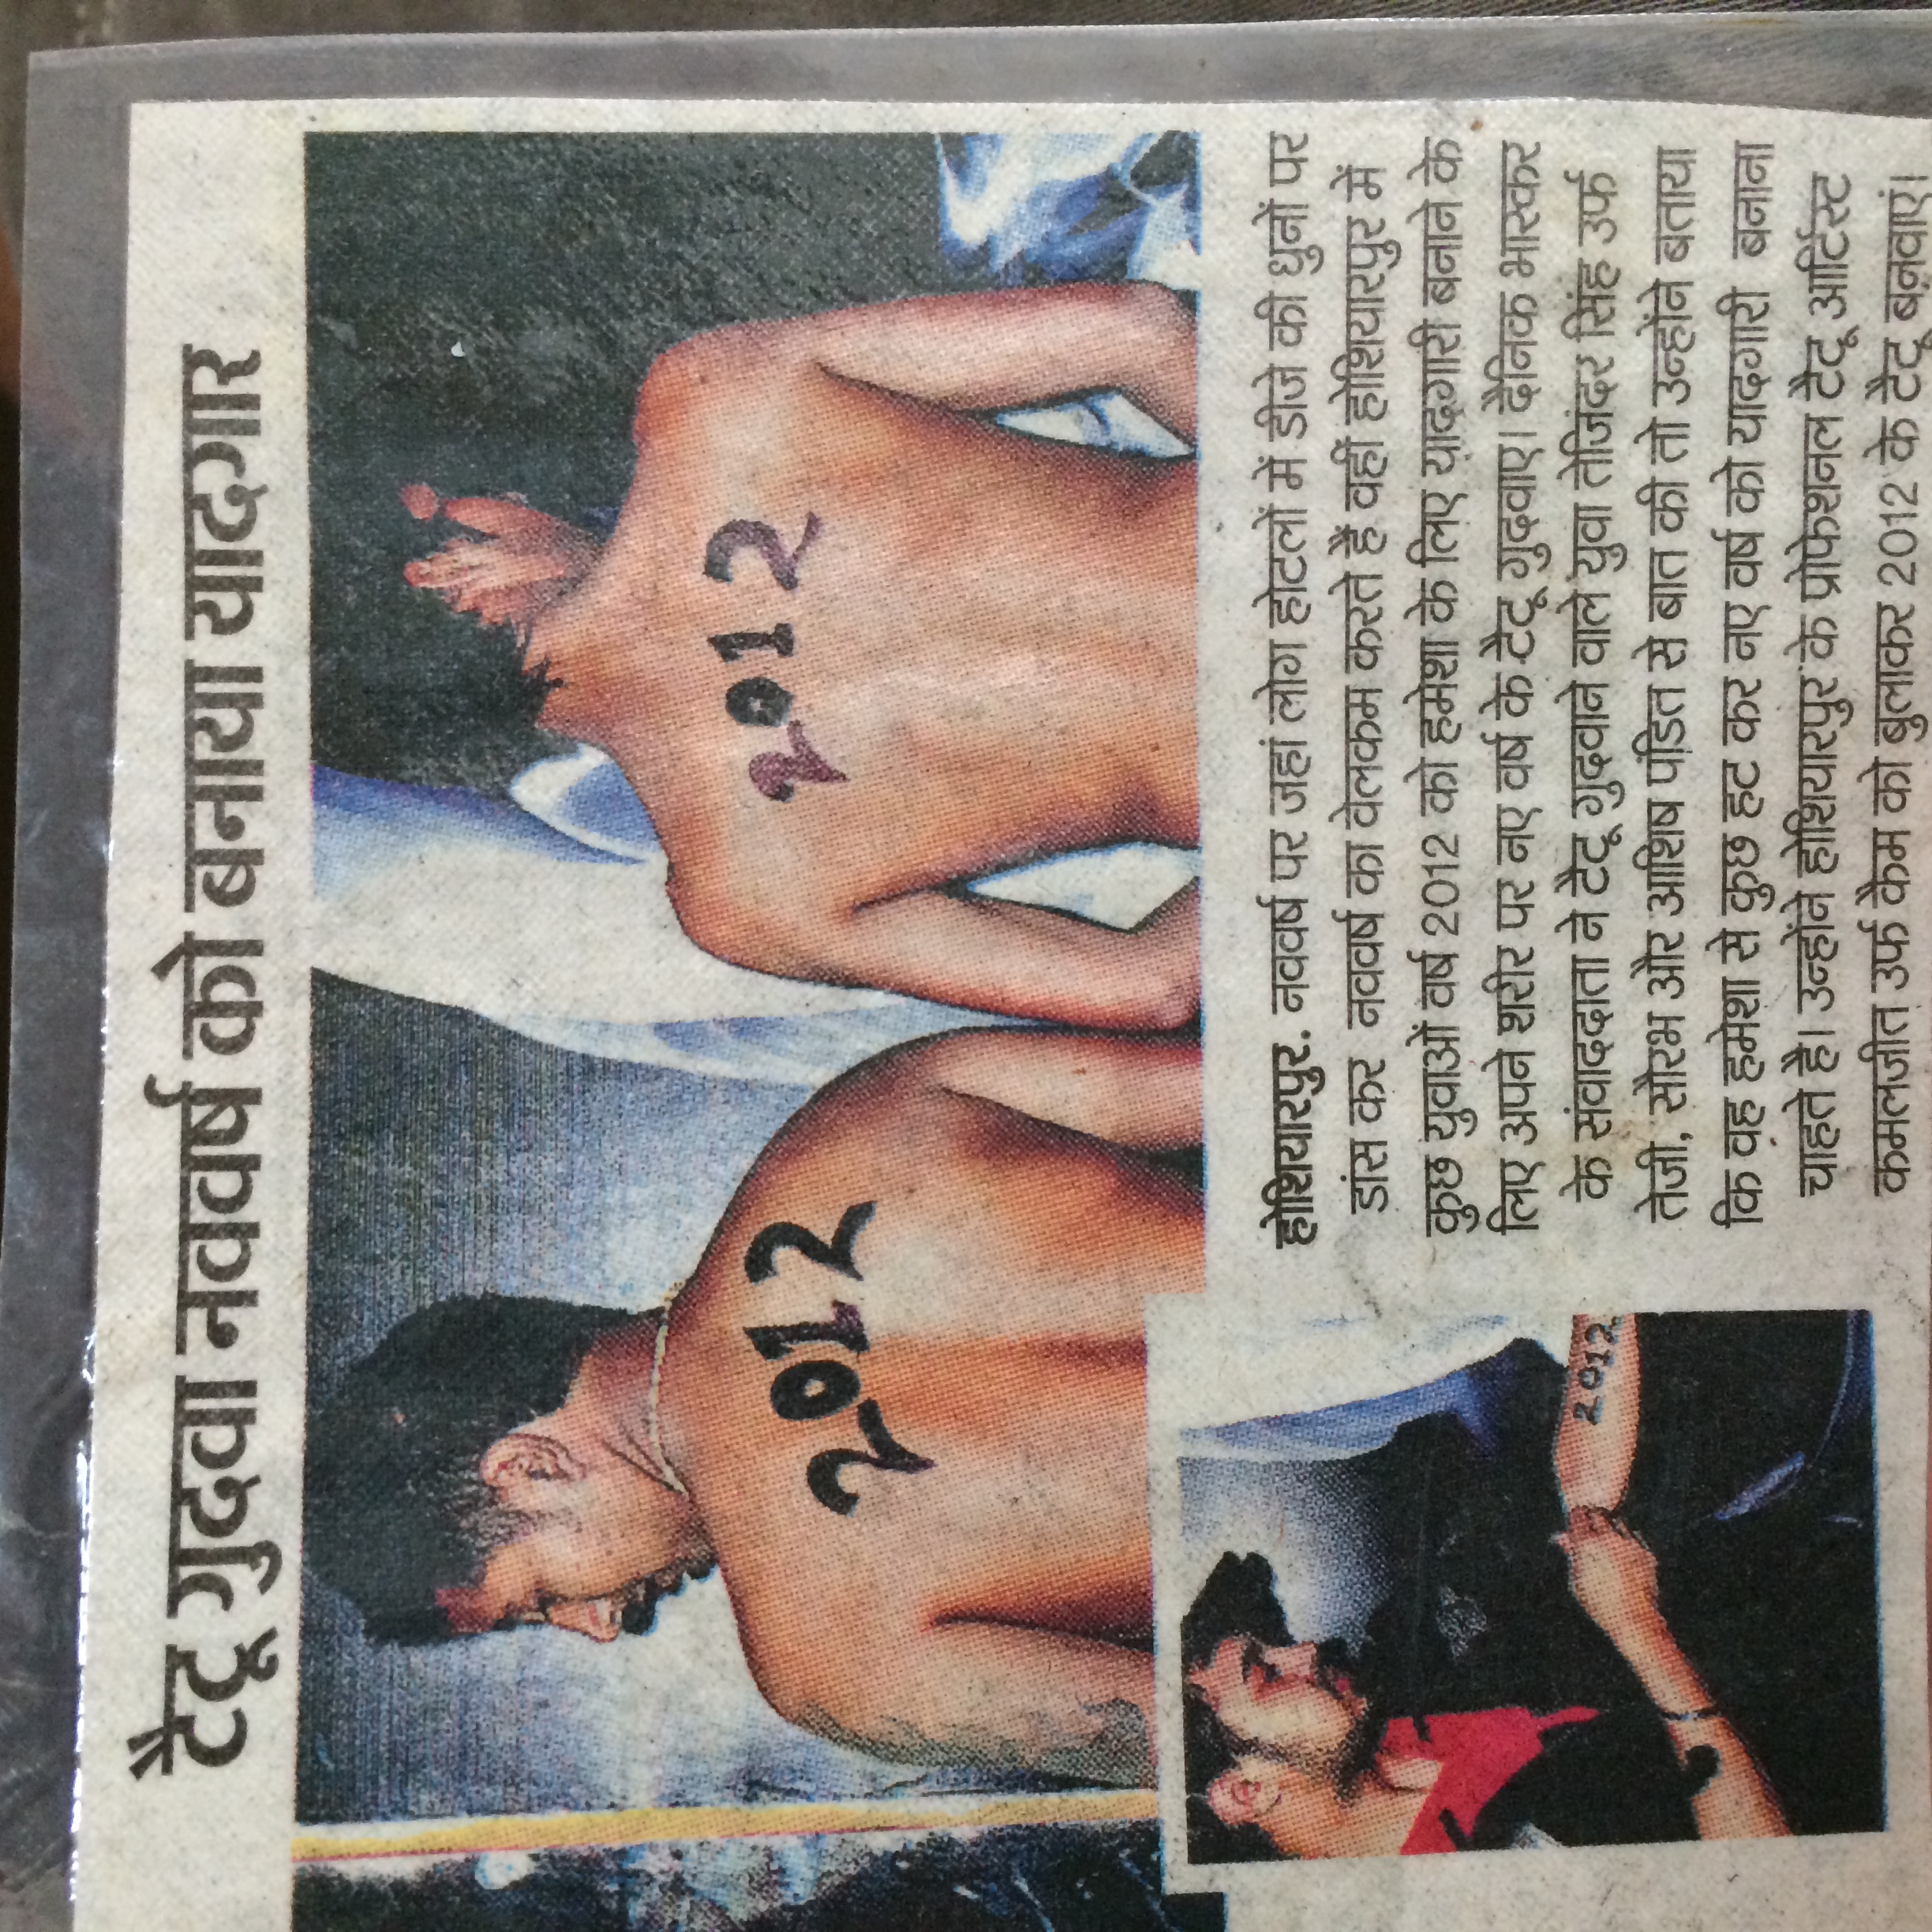 टैटू गुदवा नववर्ष को बनाया यादगार
2012
2012
2012
होशियारपुर. नववर्ष पर जहां लोग होटलों में डीजे की धुनों पर
डांस कर नववर्ष का वेलकम करते हैं वहीं होशियारपुर में
कुछ युवाओं वर्ष 2012 को हमेशा के लिए यादगारी बनाने के
लिए अपने शरीर पर नए वर्ष के टैटू गुदवाए। दैनिक भास्कर
के संवाददाता ने टैटू गुदवाने वाले युवा तेजिंदर सिंह उर्फ
तेजी, सौरभ और आशिष पंडित से बात की तो उन्होंने बताया
कि वह हमेशा से कुछ हट कर नए वर्ष को यादगारी बनाना
चाहते है। उन्होंने होशियारपुर के प्रोफेशनल टैटू आर्टिस्ट
कमलजीत उर्फ कैम को बुलाकर 2012 के टैटू बनवाएं।